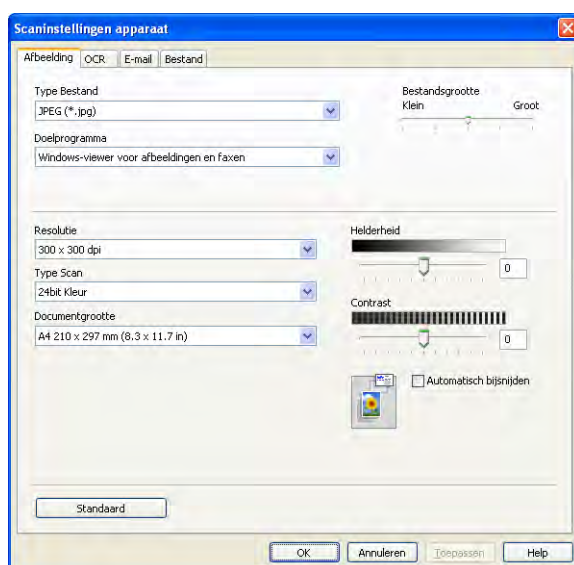 Scaninstellingen apparaat
Afbeelding OCR E-mail Bestand
Type Bestand
JPEG (*.jpg)
Bestandsgrootte
Klein Groot
Doelprogramma
Windows-viewer voor afbeeldingen en faxen
Resolutie
300 x 300 dpi
Type Scan
24bit Kleur
Documentgrootte
A4 210 x 297 mm (8.3 x 11.7 in)
Helderheid
0
Contrast
0
Automatisch bijsnijden
Standaard
OK Annuleren Toepassen Help